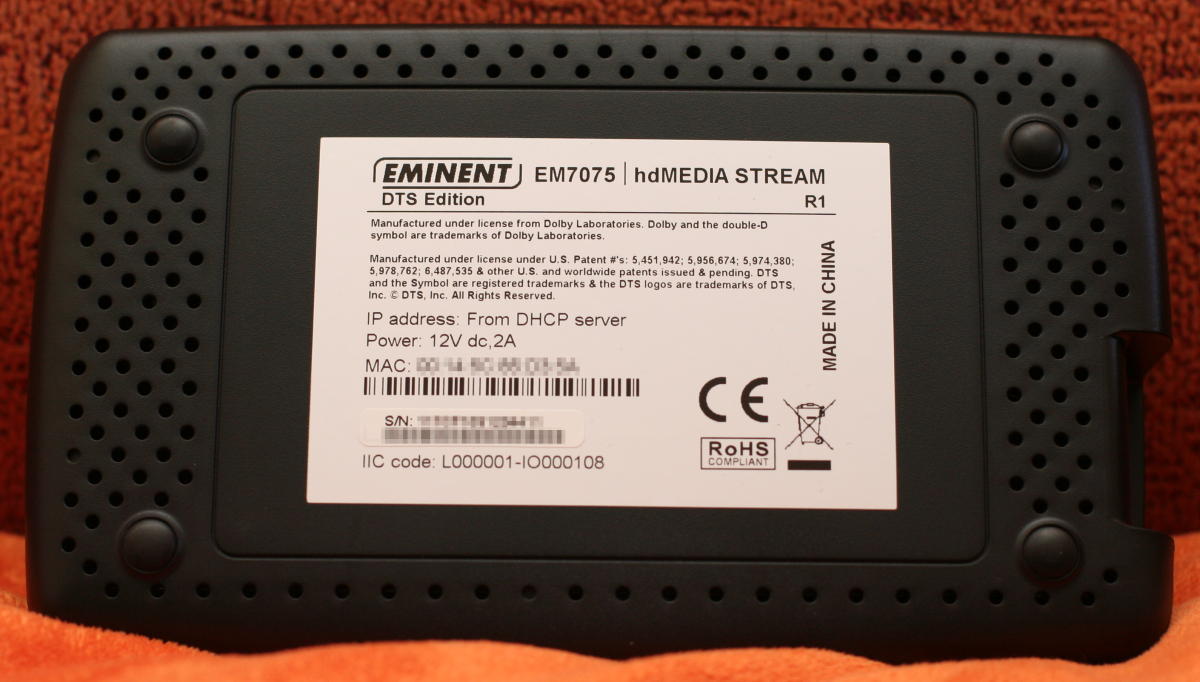 EMINENT EM7075 | hdMEDIA STREAM
DTS Edition R1
Manufactured under license from Dolby Laboratories. Dolby and the double-D
symbol are trademarks of Dolby Laboratories.
Manufactured under license under U.S. Patent #'s: 5,451,942; 5,956,674; 5,974,380;
5,978,762; 6,487,535 & other U.S. and worldwide patents issued & pending. DTS
and the Symbol are registered trademarks & the DTS logos are trademarks of DTS,
Inc. © DTS, Inc. All Rights Reserved.
IP address: From DHCP server
Power: 12V dc,2A
MAC:
S/N:
IIC code: L000001-IO000108
MADE IN CHINA
CE
RoHS
COMPLIANT